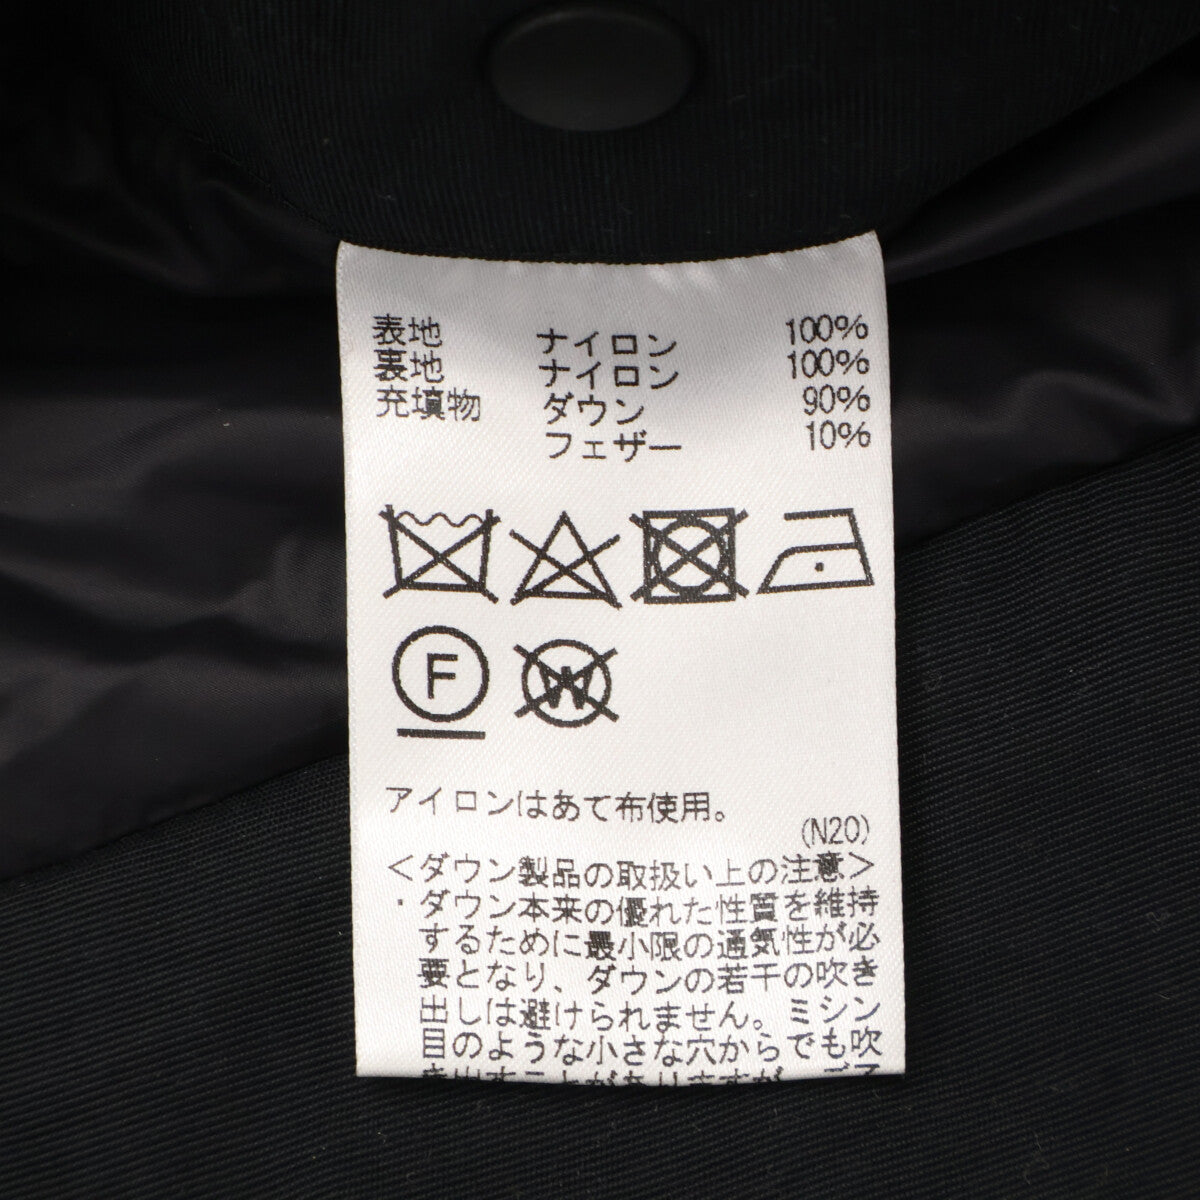 表地 ナイロン 100%
裏地 ナイロン 100%
充填物 ダウン 90%
フェザー 10%
F
W
アイロンはあて布使用。
(N20)
<ダウン製品の取扱い上の注意>
・ダウン本来の優れた性質を維持
するために最小限の通気性が必
要となり、ダウンの若干の吹き
出しは避けられません。ミシン
目のような小さな穴からでも吹